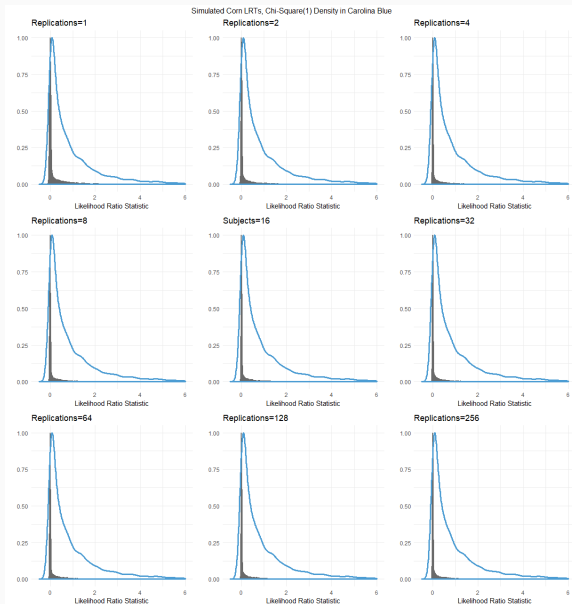 Simulated Corn LRTs, Chi-Square(1) Density in Carolina Blue
Replications=1
Replications=2
Replications=4
1.00
0.75
0.50
0.25
0.00
1.00
0.75
0.50
0.25
0.00
1.00
0.75
0.50
0.25
0.00
0 2 4 6
0 2 4 6
0 2 4 6
Likelihood Ratio Statistic
Likelihood Ratio Statistic
Likelihood Ratio Statistic
Replications=8
Subjects=16
Replications=32
1.00
0.75
0.50
0.25
0.00
1.00
0.75
0.50
0.25
0.00
1.00
0.75
0.50
0.25
0.00
0 2 4 6
0 2 4 6
0 2 4 6
Likelihood Ratio Statistic
Likelihood Ratio Statistic
Likelihood Ratio Statistic
Replications=64
Replications=128
Replications=256
1.00
0.75
0.50
0.25
0.00
1.00
0.75
0.50
0.25
0.00
1.00
0.75
0.50
0.25
0.00
0 2 4 6
0 2 4 6
0 2 4 6
Likelihood Ratio Statistic
Likelihood Ratio Statistic
Likelihood Ratio Statistic